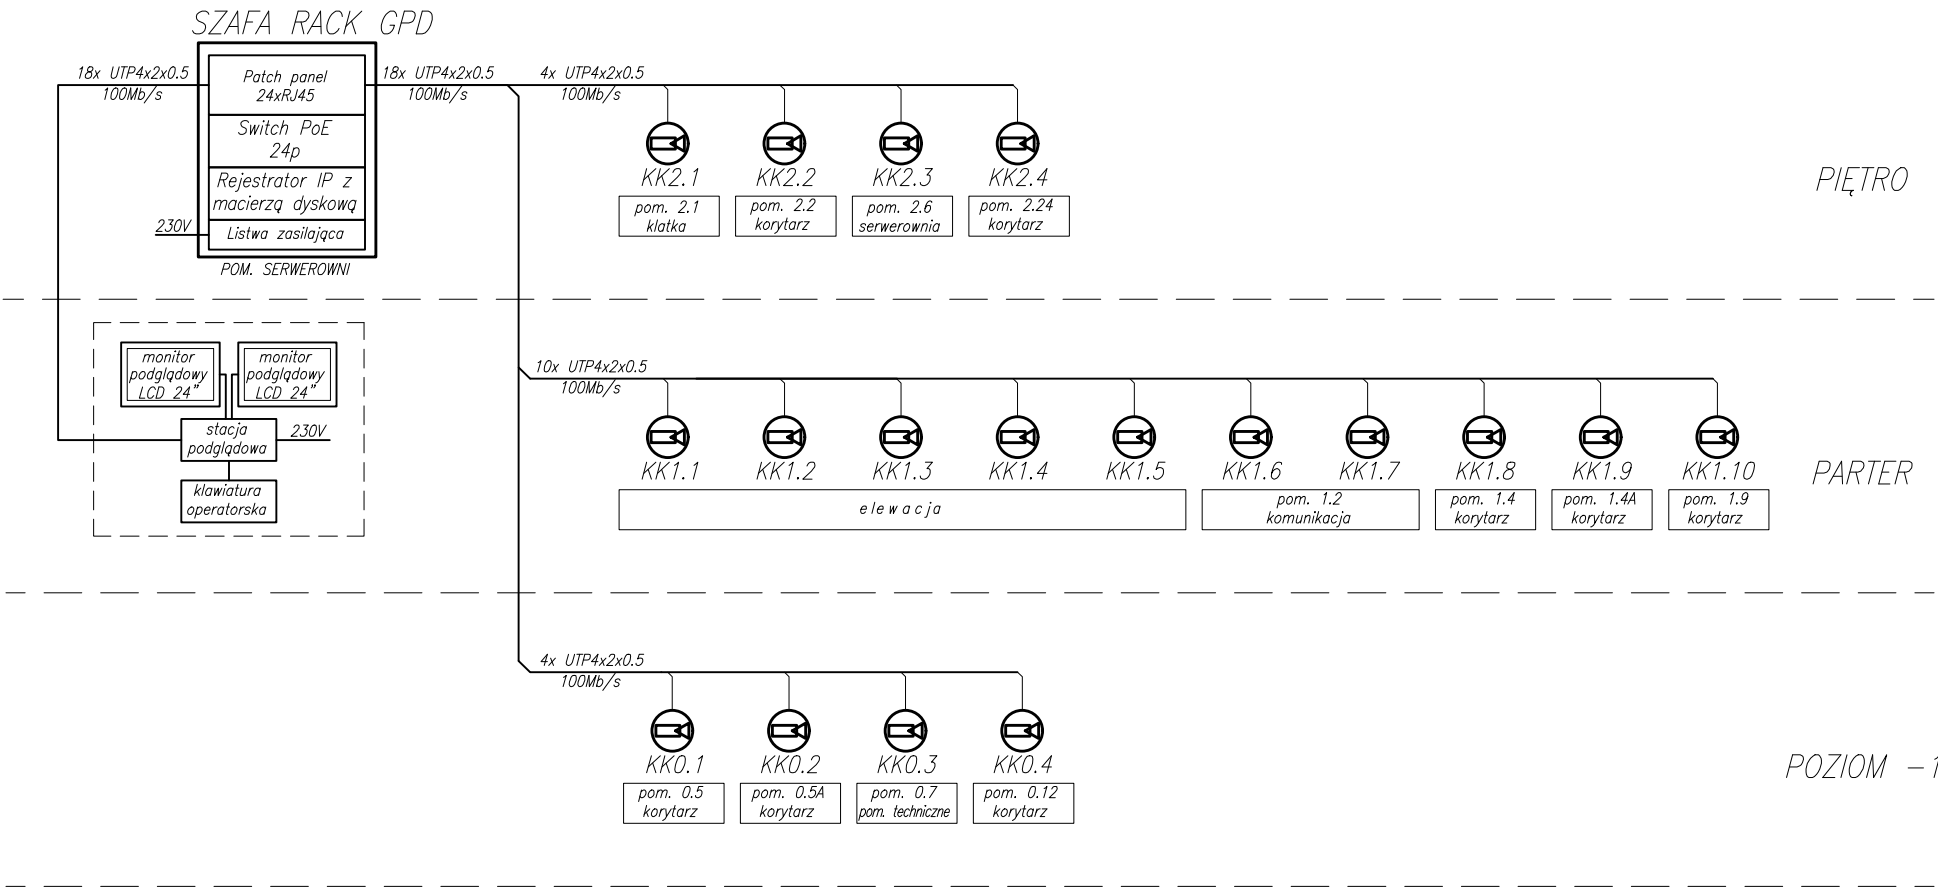 SZAFA RACK GPD
18x UTP4x2x0.5
100Mb/s
Patch panel
24xRJ45
Switch PoE
24p
Rejestrator IP z
macierzą dyskową
230V
Listwa zasilająca
POM. SERWEROWNI
18x UTP4x2x0.5
100Mb/s
4x UTP4x2x0.5
100Mb/s
KK2.1
KK2.2
KK2.3
KK2.4
pom. 2.1
klatka
pom. 2.2
korytarz
pom. 2.6
serwerownia
pom. 2.24
korytarz
PIĘTRO
monitor
podglądowy
LCD 24”
monitor
podglądowy
LCD 24”
stacja
podglądowa
230V
klawiatura
operatorska
10x UTP4x2x0.5
100Mb/s
KK1.1
KK1.2
KK1.3
KK1.4
KK1.5
KK1.6
KK1.7
KK1.8
KK1.9
KK1.10
elewacja
pom. 1.2
komunikacja
pom. 1.4
korytarz
pom. 1.4A
korytarz
pom. 1.9
korytarz
PARTER
4x UTP4x2x0.5
100Mb/s
KK0.1
KK0.2
KK0.3
KK0.4
pom. 0.5
korytarz
pom. 0.5A
korytarz
pom. 0.7
pom. techniczne
pom. 0.12
korytarz
POZIOM -1